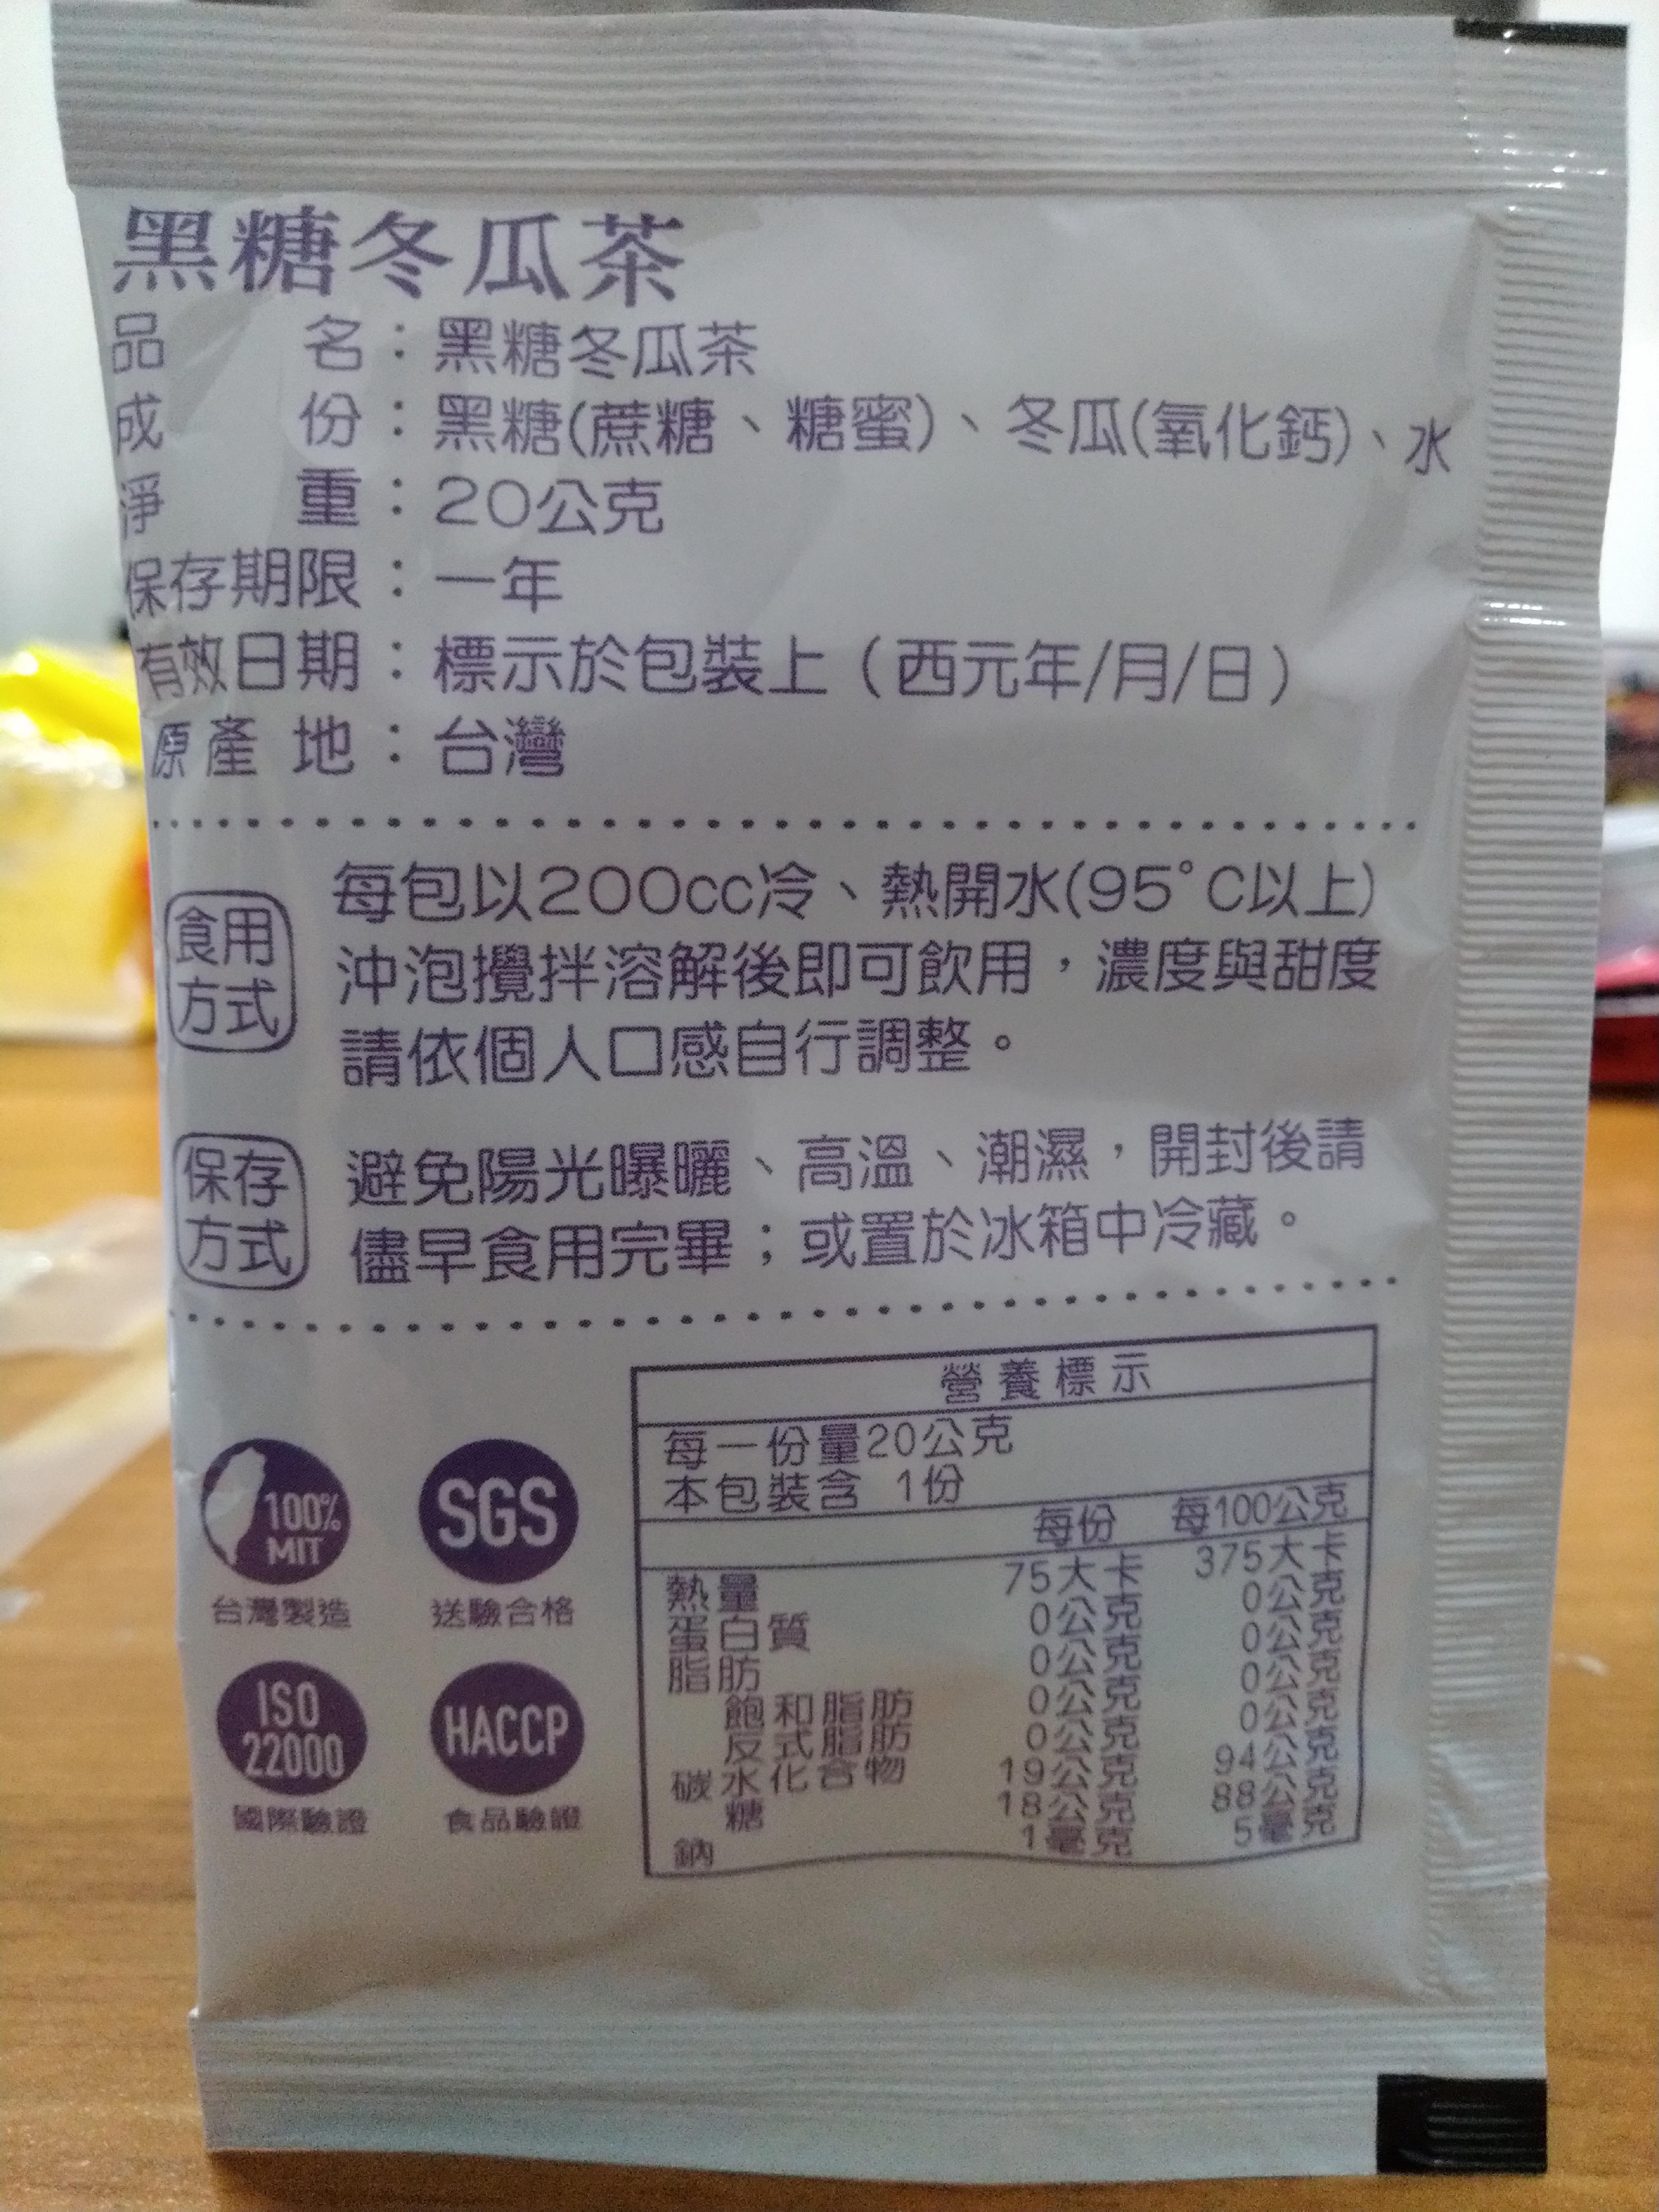 黑糖冬瓜茶
品名：黑糖冬瓜茶
成份：黑糖(蔗糖、糖蜜)、冬瓜(氧化鈣)、水
淨重：20公克
保存期限：一年
有效日期：標示於包裝上（西元年/月/日）
原產地：台灣
食用方式
每包以200cc冷、熱開水(95°C以上)
沖泡攪拌溶解後即可飲用，濃度與甜度
請依個人口感自行調整。
保存方式
避免陽光曝曬、高溫、潮濕，開封後請
儘早食用完畢；或置於冰箱中冷藏。
100%
MIT
台灣製造
SGS
送驗合格
ISO
22000
國際驗證
HACCP
食品驗證
營養標示
每一份量20公克
本包裝含 1份
每份 每100公克
熱量 75大卡 375大卡
蛋白質 0公克 0公克
脂肪 0公克 0公克
飽和脂肪 0公克 0公克
反式脂肪 0公克 0公克
碳水化合物 19公克 94公克
糖 18公克 88公克
鈉 1毫克 5毫克